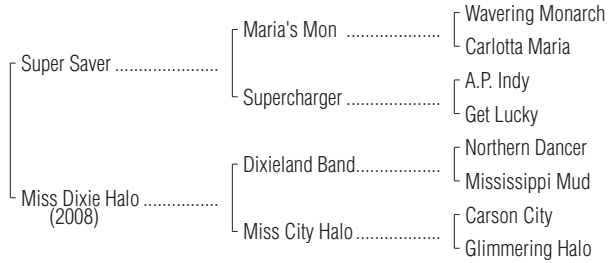 Wavering Monarch
Maria's Mon ....................
Carlotta Maria
Super Saver ......................
A.P. Indy
Supercharger ....................
Get Lucky
Northern Dancer
Dixieland Band..................
Mississippi Mud
Miss Dixie Halo ................
(2008)
Carson City
Miss City Halo ..................
Glimmering Halo